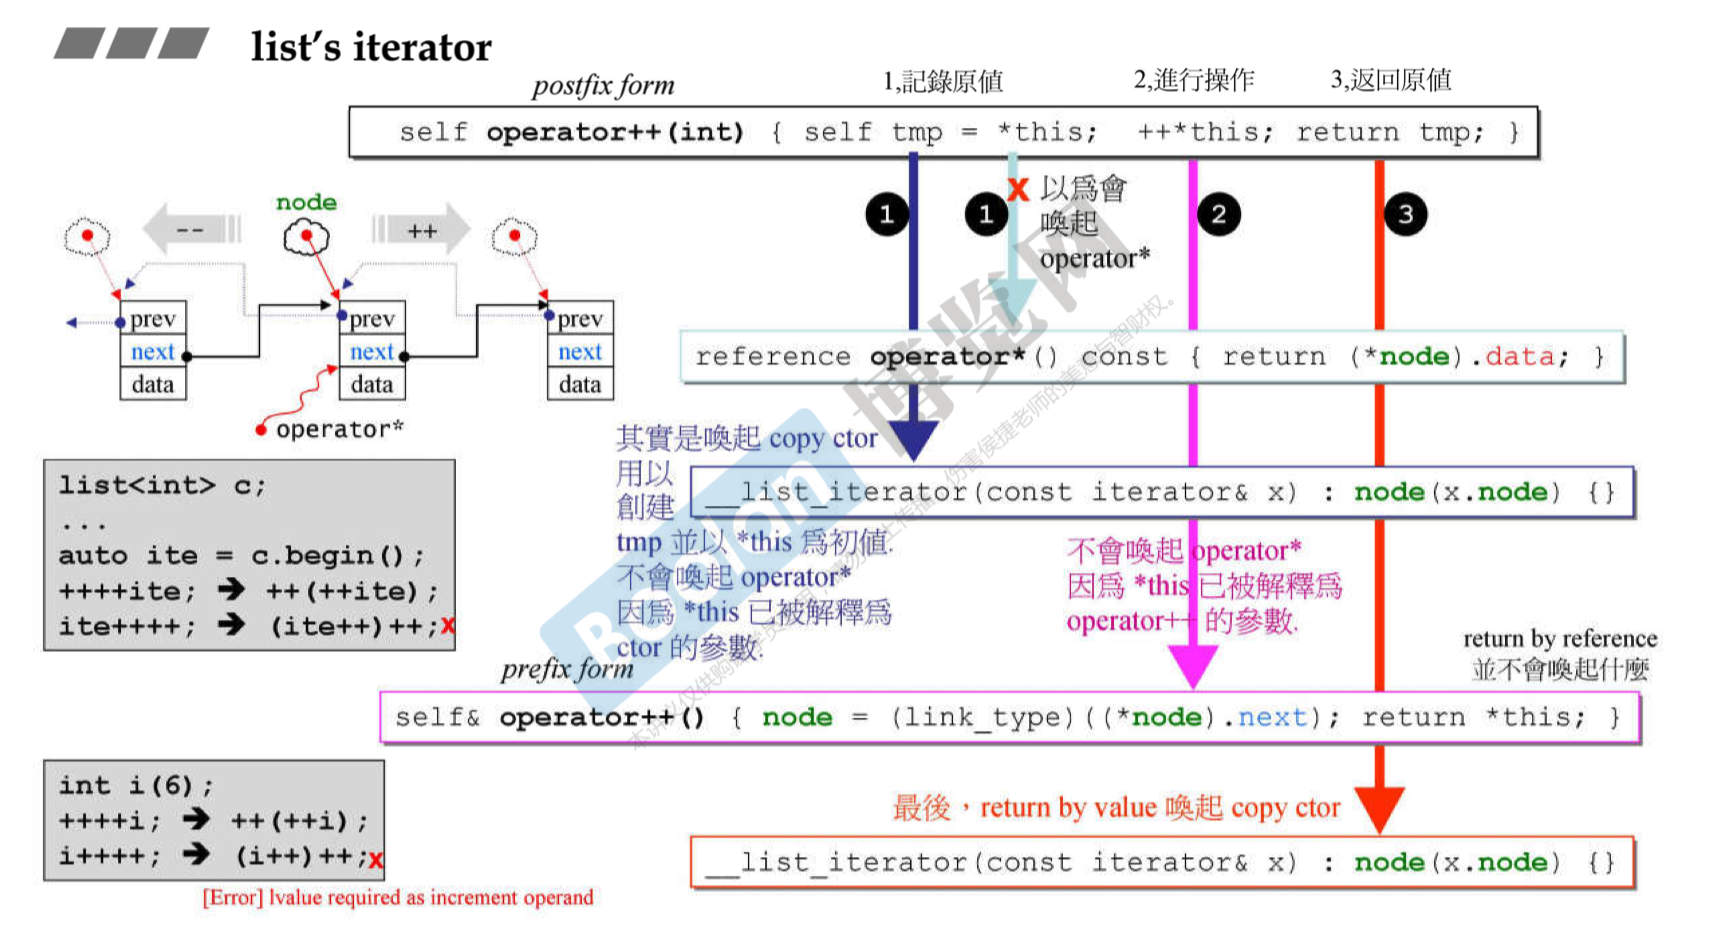 list's iterator
postfix form
1,記錄原值
2,進行操作
3,返回原值
self operator++(int) { self tmp = *this; ++*this; return tmp; }
node
--
++
prev
next
data
prev
next
data
prev
next
data
operator*
1
1
X
以爲會
喚起
operator*
2
3
reference operator*() const { return (*node).data; }
其實是喚起 copy ctor
用以
創建
tmp 並以 *this 爲初値.
不會喚起 operator*
因爲 *this 已被解釋爲
ctor 的參數.
__list_iterator(const iterator& x) : node(x.node) {}
不會喚起 operator*
因爲 *this 已被解釋爲
operator++ 的參數.
list<int> c;
...
auto ite = c.begin();
++++ite; ➔ ++(++ite);
ite++++; ➔ (ite++)++;X
return by reference
並不會喚起什麼
prefix form
self& operator++() { node = (link_type)((*node).next); return *this; }
int i(6);
++++i; ➔ ++(++i);
i++++; ➔ (i++)++;X
[Error] lvalue required as increment operand
最後，return by value 喚起 copy ctor
__list_iterator(const iterator& x) : node(x.node) {}
Boolan
博览网